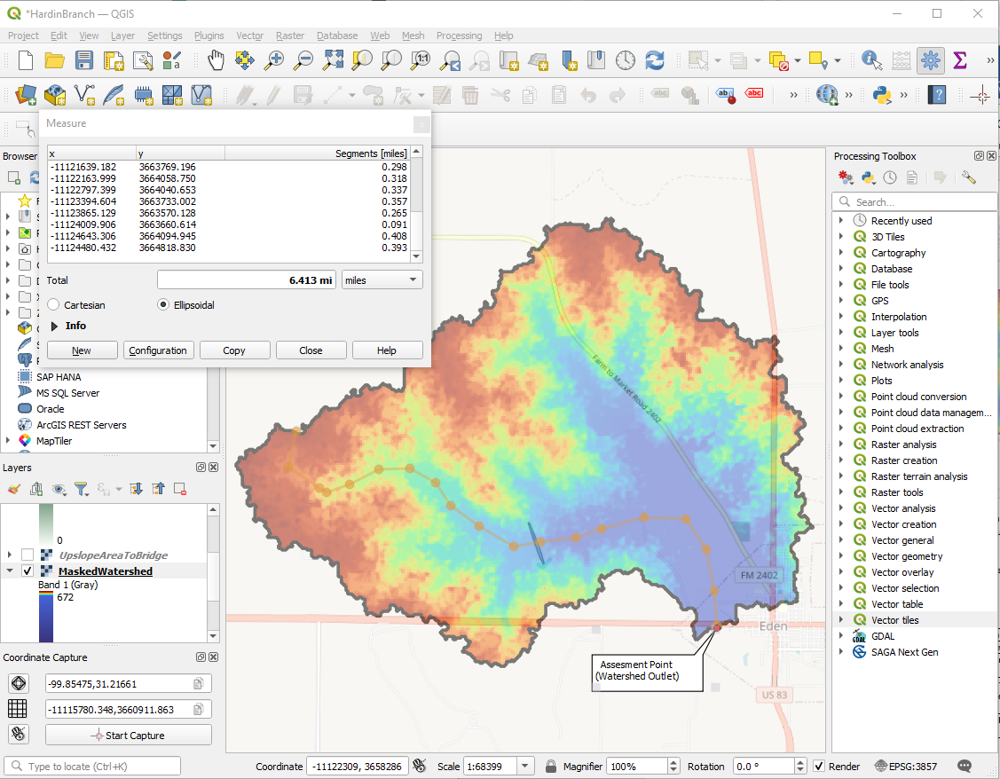 *HardinBranch — QGIS
Project Edit View Layer Settings Plugins Vector Raster Database Web Mesh Processing Help
Measure
x y Segments [miles]
-11121639.182 3663769.196 0.298
-11122163.999 3664058.750 0.318
-11122797.399 3664040.653 0.337
-11123394.604 3663733.002 0.357
-11123865.129 3663570.128 0.265
-11124009.906 3663660.614 0.091
-11124643.306 3664094.945 0.408
-11124480.432 3664818.830 0.393
Total 6.413 mi miles
Cartesian Ellipsoidal
Info
New Configuration Copy Close Help
Browser
SAP HANA
MS SQL Server
Oracle
ArcGIS REST Servers
MapTiler
Layers
0
UpslopeAreaToBridge
MaskedWatershed
Band 1 (Gray)
672
Coordinate Capture
-99.85475,31.21661
-11115780.348,3660911.863
Start Capture
Farm to Market Road 2402
FM 2402
Eden
Assesment Point
(Watershed Outlet)
US 83
Processing Toolbox
Search...
Recently used
3D Tiles
Cartography
Database
File tools
GPS
Interpolation
Layer tools
Mesh
Network analysis
Plots
Point cloud conversion
Point cloud data managem...
Point cloud extraction
Raster analysis
Raster creation
Raster terrain analysis
Raster tools
Vector analysis
Vector creation
Vector general
Vector geometry
Vector overlay
Vector selection
Vector table
Vector tiles
GDAL
SAGA Next Gen
Type to locate (Ctrl+K) Coordinate -11122309, 3658286 Scale 1:68399 Magnifier 100% Rotation 0.0 ° Render EPSG:3857